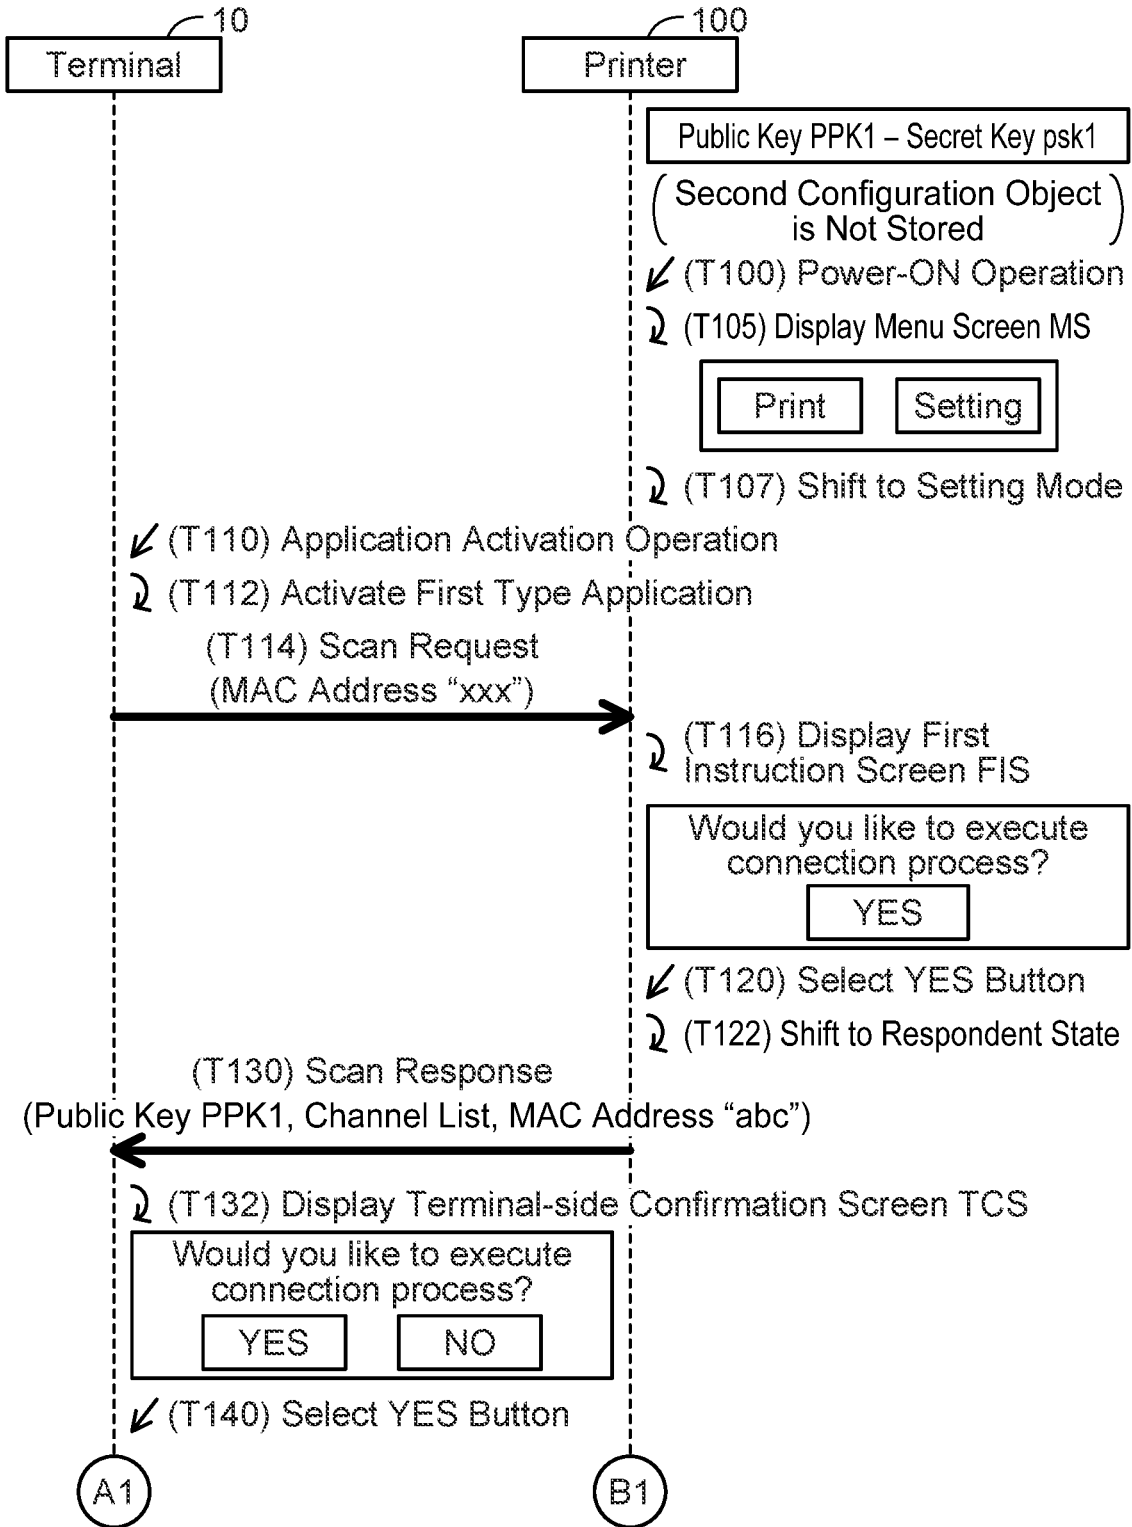 10
100
Terminal
Printer
Public Key PPK1 – Secret Key psk1
(Second Configuration Object
is Not Stored)
(T100) Power-ON Operation
(T105) Display Menu Screen MS
Print
Setting
(T107) Shift to Setting Mode
(T110) Application Activation Operation
(T112) Activate First Type Application
(T114) Scan Request
(MAC Address “xxx”)
(T116) Display First
Instruction Screen FIS
Would you like to execute
connection process?
YES
(T120) Select YES Button
(T122) Shift to Respondent State
(T130) Scan Response
(Public Key PPK1, Channel List, MAC Address “abc”)
(T132) Display Terminal-side Confirmation Screen TCS
Would you like to execute
connection process?
YES
NO
(T140) Select YES Button
A1
B1